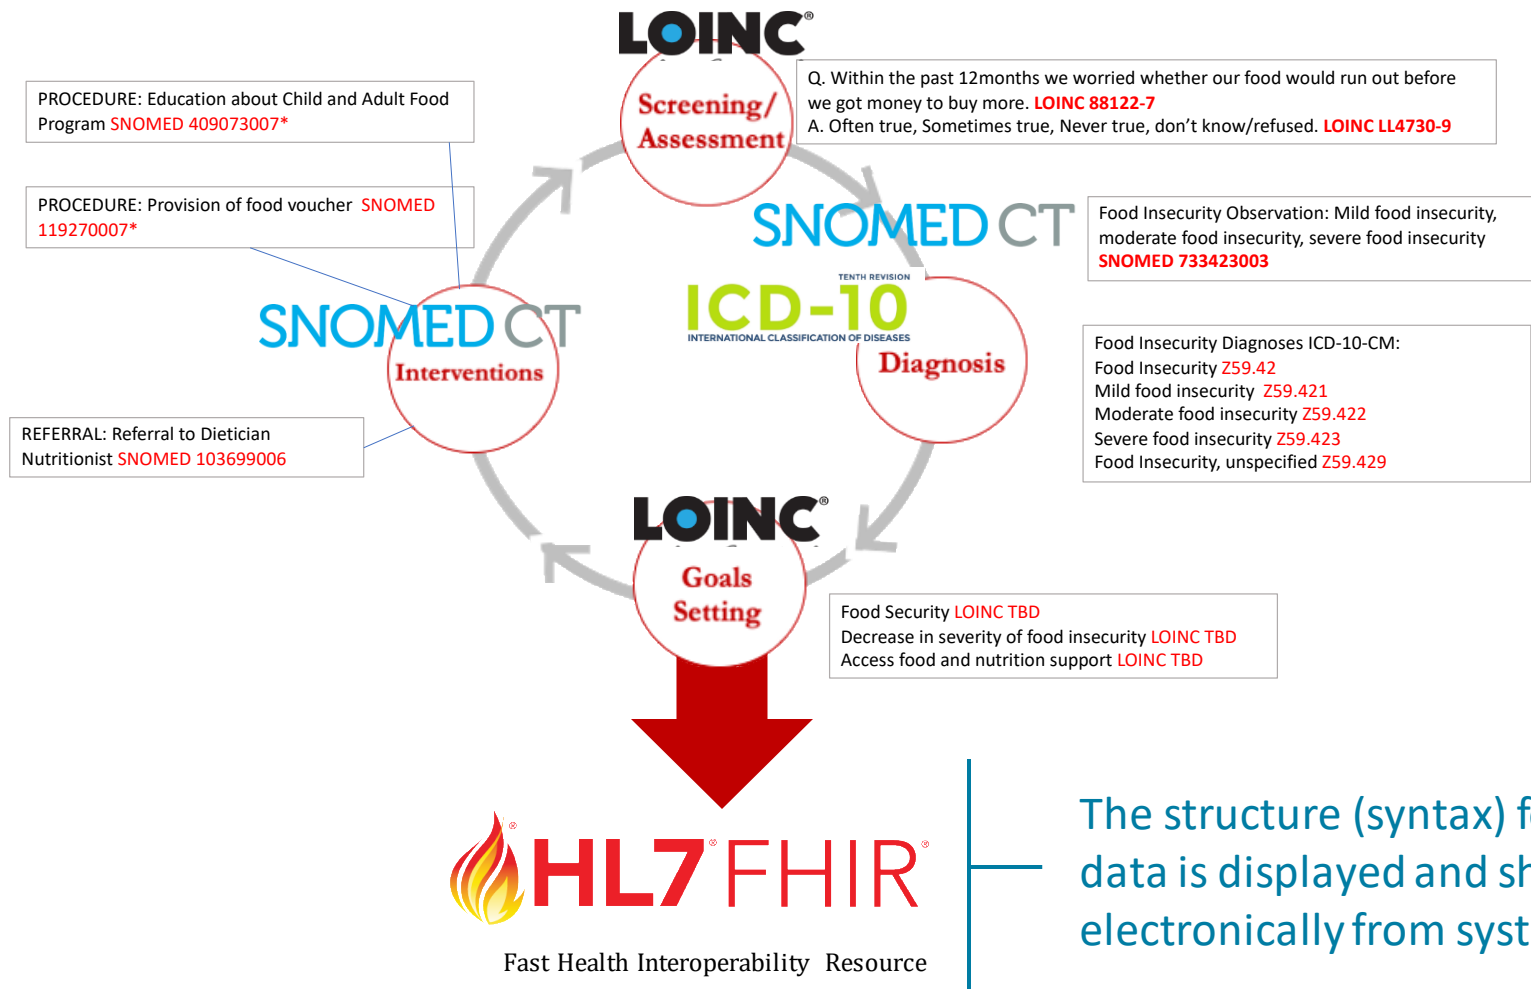 LOINC®
Screening/
Assessment
Q. Within the past 12months we worried whether our food would run out before
we got money to buy more. LOINC 88122-7
A. Often true, Sometimes true, Never true, don’t know/refused. LOINC LL4730-9
PROCEDURE: Education about Child and Adult Food
Program SNOMED 409073007*
PROCEDURE: Provision of food voucher SNOMED
119270007*
SNOMED CT
Food Insecurity Observation: Mild food insecurity,
moderate food insecurity, severe food insecurity
SNOMED 733423003
TENTH REVISION
ICD-10
INTERNATIONAL CLASSIFICATION OF DISEASES
Diagnosis
Food Insecurity Diagnoses ICD-10-CM:
Food Insecurity Z59.42
Mild food insecurity Z59.421
Moderate food insecurity Z59.422
Severe food insecurity Z59.423
Food Insecurity, unspecified Z59.429
SNOMED CT
Interventions
REFERRAL: Referral to Dietician
Nutritionist SNOMED 103699006
LOINC®
Goals
Setting
Food Security LOINC TBD
Decrease in severity of food insecurity LOINC TBD
Access food and nutrition support LOINC TBD
HL7® FHIR®
Fast Health Interoperability Resource
The structure (syntax) f
data is displayed and sh
electronically from syst